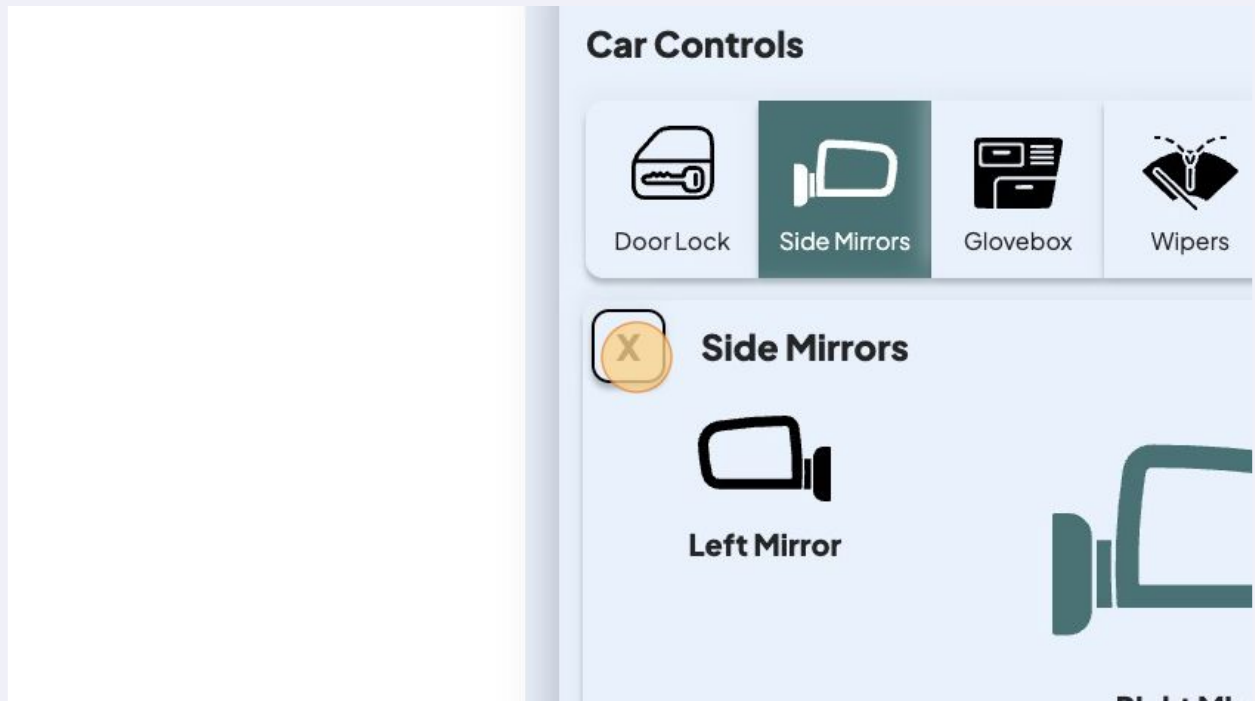 Car Controls
Door Lock
Side Mirrors
Glovebox
Wipers
X
Side Mirrors
Left Mirror